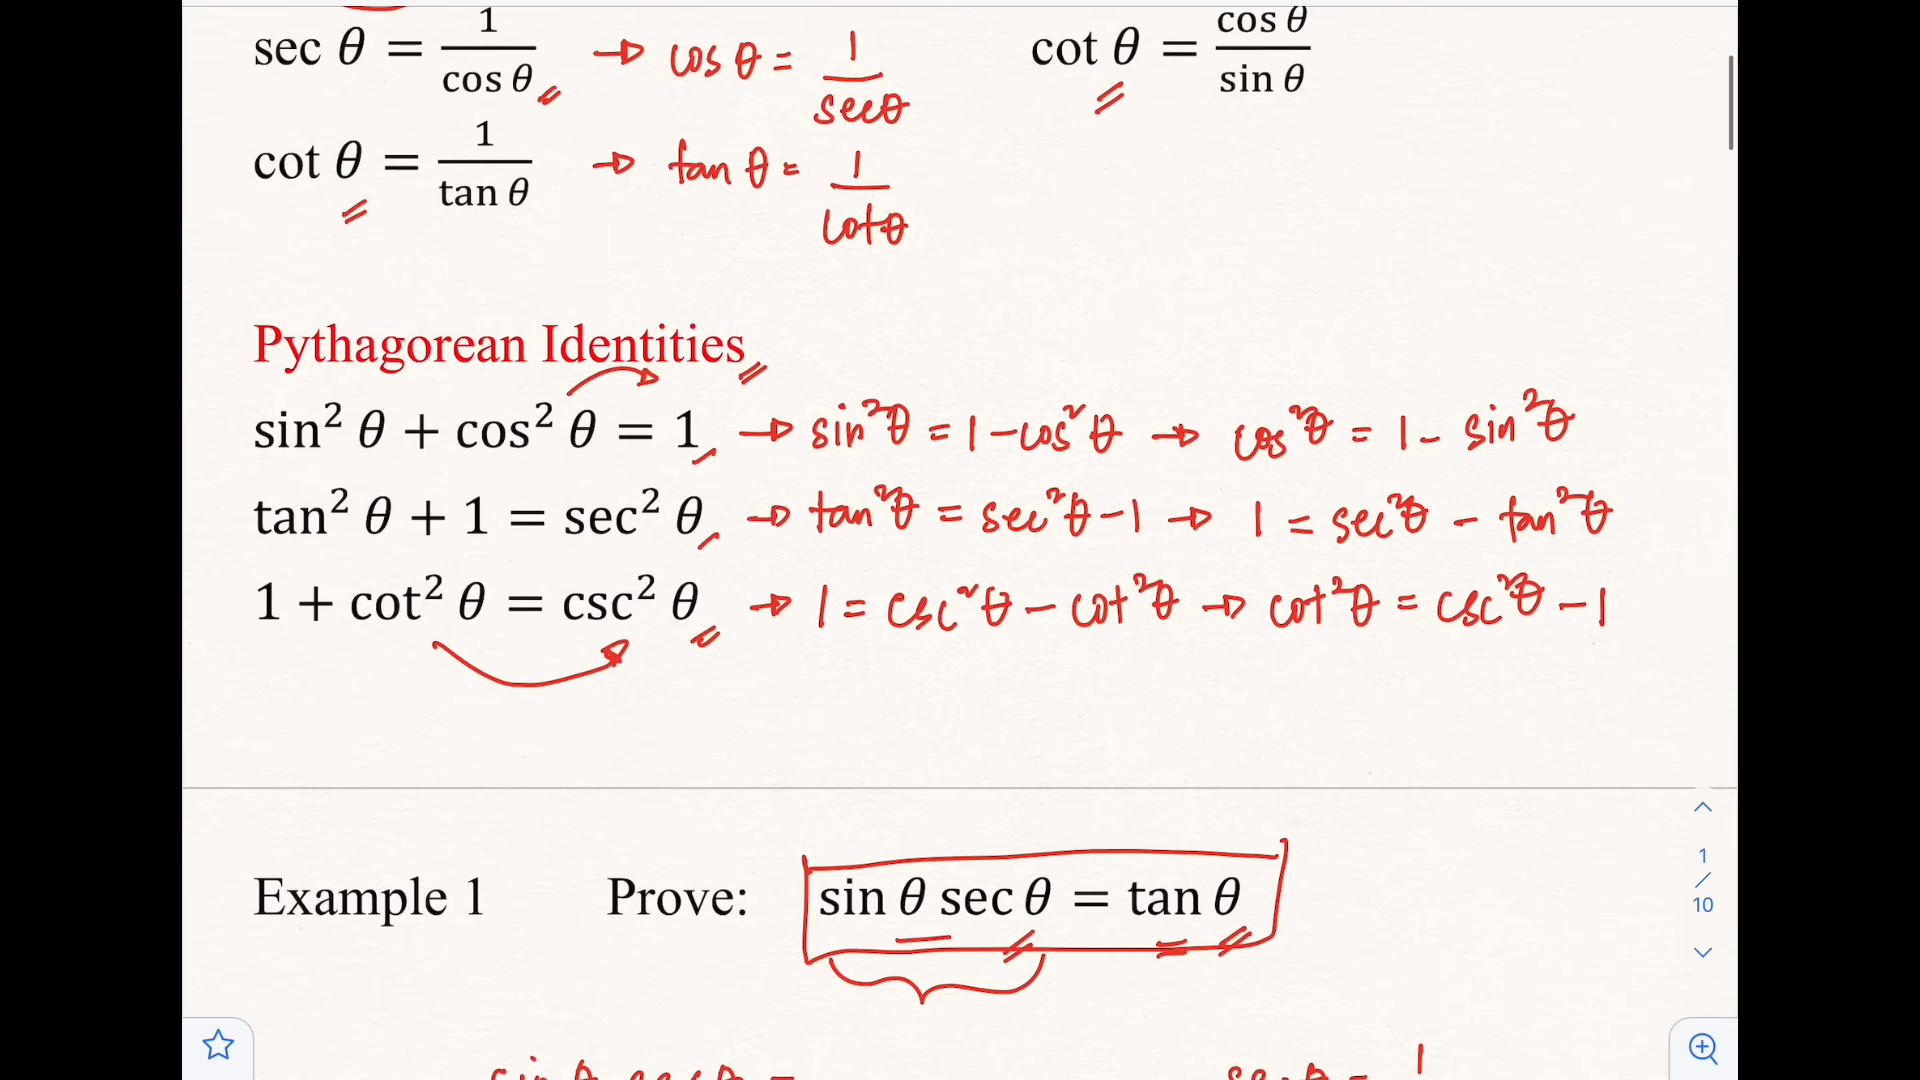 sec θ = 1/cos θ → cos θ = 1/secθ cot θ = cos θ/sin θ
cot θ = 1/tan θ → tan θ = 1/cotθ
Pythagorean Identities
sin² θ + cos² θ = 1 → sin²θ = 1 - cos²θ → cos²θ = 1 - sin²θ
tan² θ + 1 = sec² θ → tan²θ = sec²θ - 1 → 1 = sec²θ - tan²θ
1 + cot² θ = csc² θ → 1 = csc²θ - cot²θ → cot²θ = csc²θ - 1
Example 1 Prove: sin θ sec θ = tan θ
1
/
10